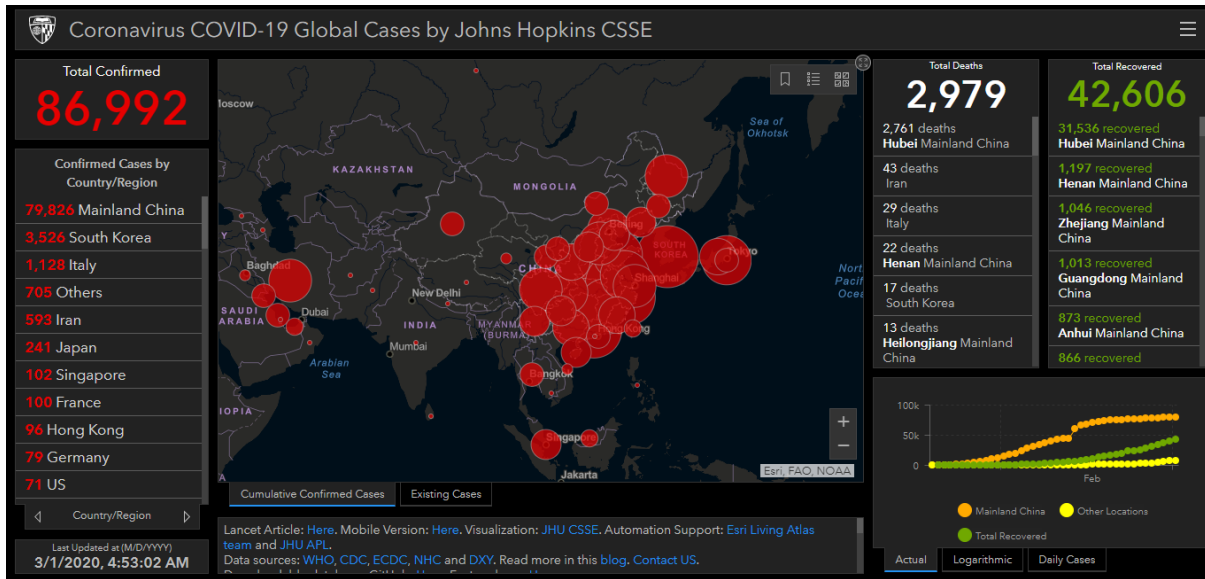 Coronavirus COVID-19 Global Cases by Johns Hopkins CSSE
Total Confirmed
86,992
Confirmed Cases by
Country/Region
79,826 Mainland China
3,526 South Korea
1,128 Italy
705 Others
593 Iran
241 Japan
102 Singapore
100 France
96 Hong Kong
79 Germany
71 US
Country/Region
Last Updated at (M/D/YYYY)
3/1/2020, 4:53:02 AM
Moscow
Sea of
Okhotsk
KAZAKHSTAN
MONGOLIA
Beijing
SOUTH
KOREA
Tokyo
Baghdad
CHINA
Shanghai
North
Pacif
Ocea
New Delhi
SAUDI
ARABIA
Dubai
INDIA
MYANMAR
(BURMA)
Hong Kong
Mumbai
Arabian
Sea
Bangkok
IOPIA
Singapore
Jakarta
+
−
Esri, FAO, NOAA
Cumulative Confirmed Cases
Existing Cases
Lancet Article: Here. Mobile Version: Here. Visualization: JHU CSSE. Automation Support: Esri Living Atlas
team and JHU APL.
Data sources: WHO, CDC, ECDC, NHC and DXY. Read more in this blog. Contact US.
Total Deaths
2,979
2,761 deaths
Hubei Mainland China
43 deaths
Iran
29 deaths
Italy
22 deaths
Henan Mainland China
17 deaths
South Korea
13 deaths
Heilongjiang Mainland
China
Total Recovered
42,606
31,536 recovered
Hubei Mainland China
1,197 recovered
Henan Mainland China
1,046 recovered
Zhejiang Mainland
China
1,013 recovered
Guangdong Mainland
China
873 recovered
Anhui Mainland China
866 recovered
100k
50k
0
Feb
Mainland China
Other Locations
Total Recovered
Actual
Logarithmic
Daily Cases